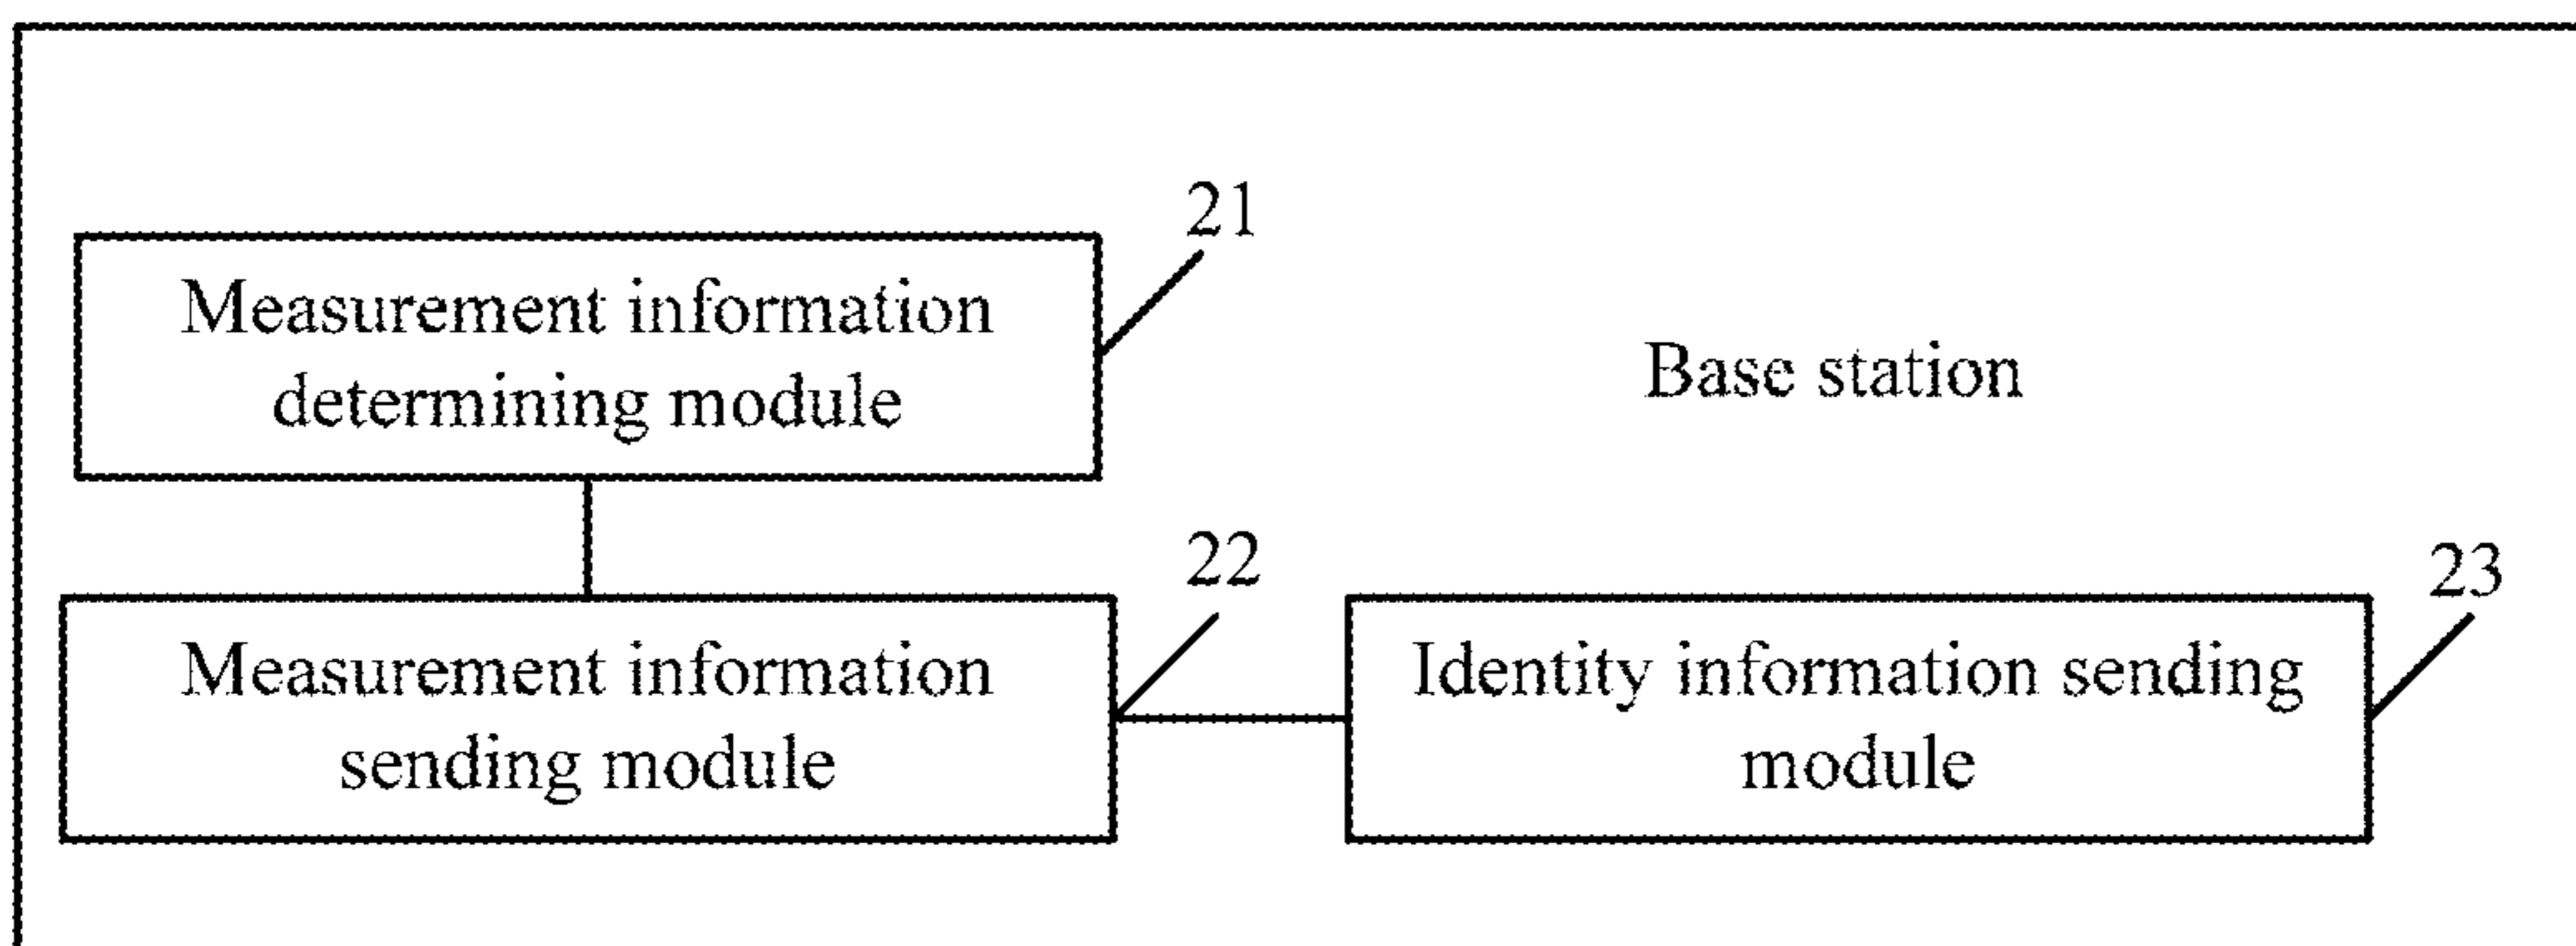 21
Measurement information
determining module
Base station
22
23
Measurement information
sending module
Identity information sending
module